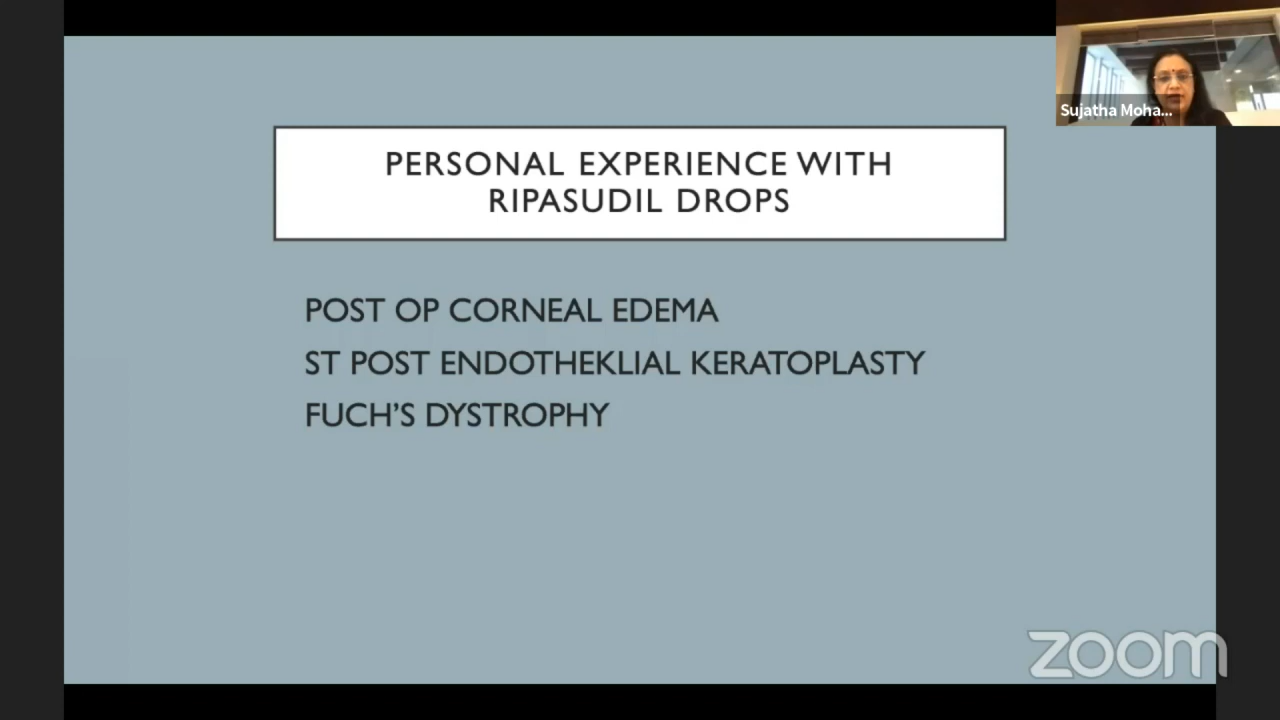 PERSONAL EXPERIENCE WITH
RIPASUDIL DROPS
POST OP CORNEAL EDEMA
ST POST ENDOTHEKLIAL KERATOPLASTY
FUCH'S DYSTROPHY
Sujatha Moha...
zoom